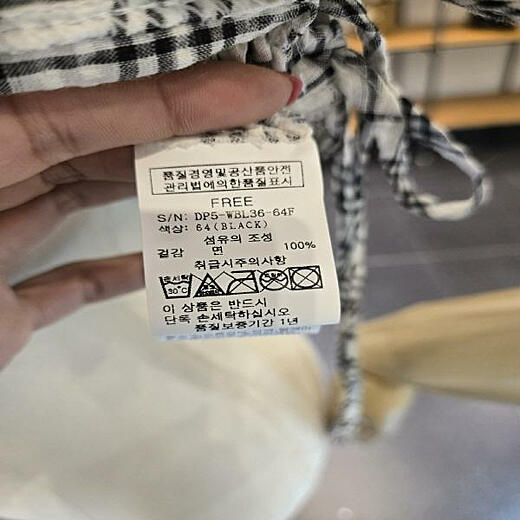 품질경영및공산품안전
관리법에의한품질표시
FREE
S/N: DP5-WBL36-64F
색상: 64(BLACK)
섬유의 조성
겉감 면 100%
취급시주의사항
손세탁
30°C
이 상품은 반드시
단독 손세탁하십시오
품질보증기간 1년